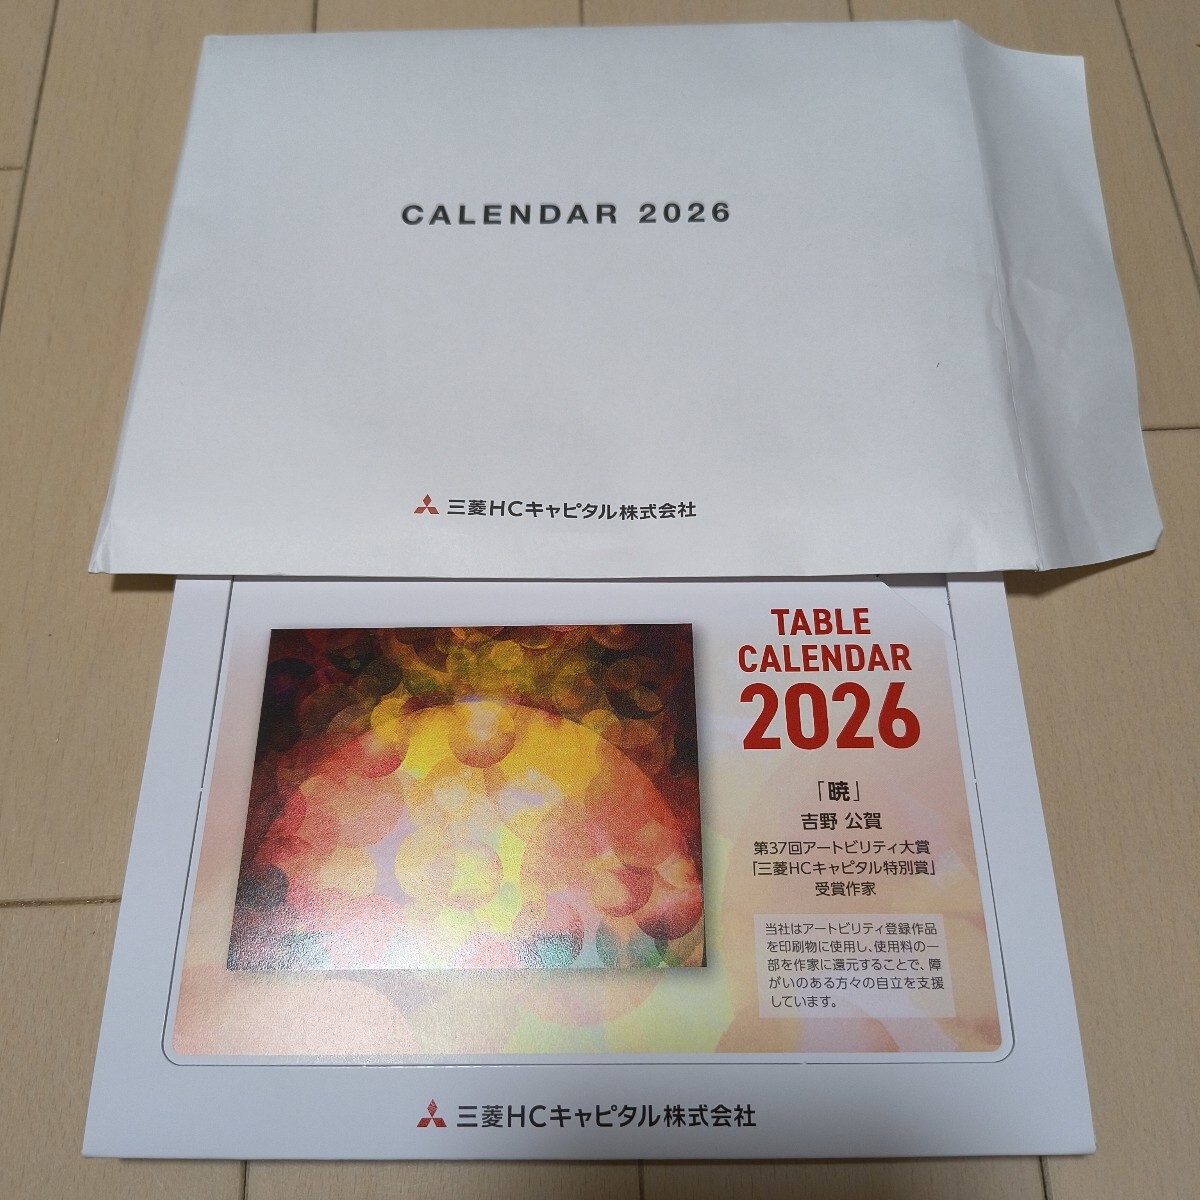 CALENDAR 2026
三菱HCキャピタル株式会社
TABLE
CALENDAR
2026
「暁」
吉野 公賀
第37回アートビリティ大賞
「三菱HCキャピタル特別賞」
受賞作家
当社はアートビリティ登録作品
を印刷物に使用し、使用料の一
部を作家に還元することで、障
がいのある方々の自立を支援
しています。
三菱HCキャピタル株式会社